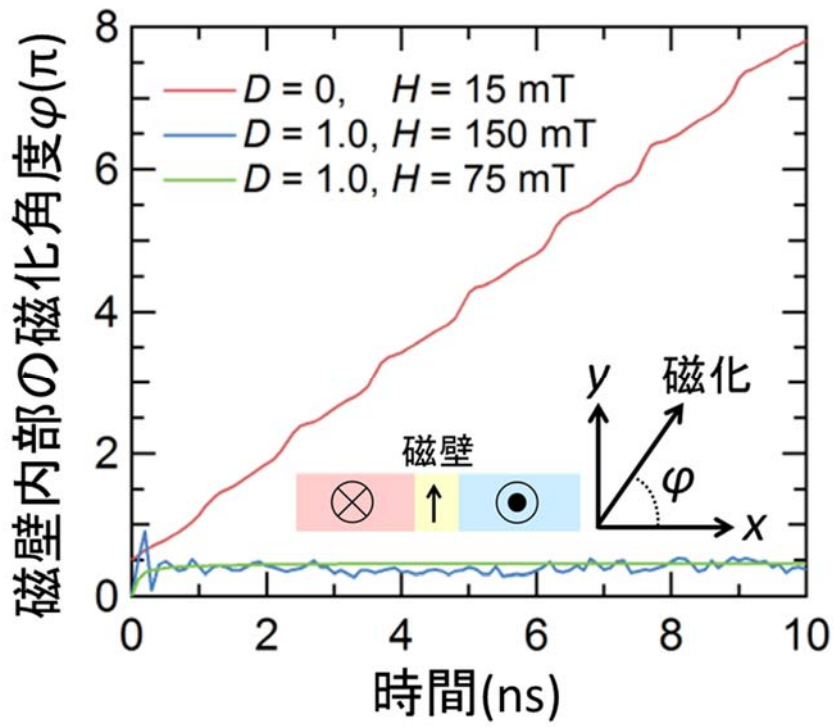 磁壁内部の磁化角度φ(π)
8
6
4
2
0
D = 0, H = 15 mT
D = 1.0, H = 150 mT
D = 1.0, H = 75 mT
y
磁化
磁壁
φ
x
0
2
4
6
8
10
時間(ns)